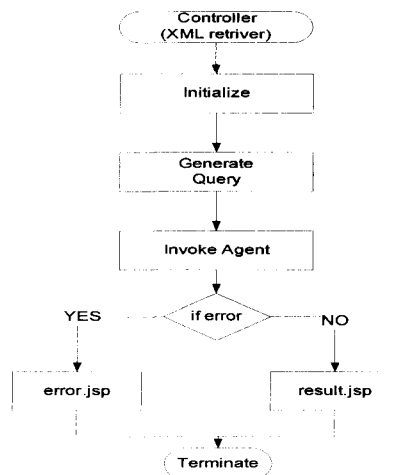 Controller
(XML retriver)
Initialize
Generate
Query
Invoke Agent
if error
YES
NO
error.jsp
result.jsp
Terminate